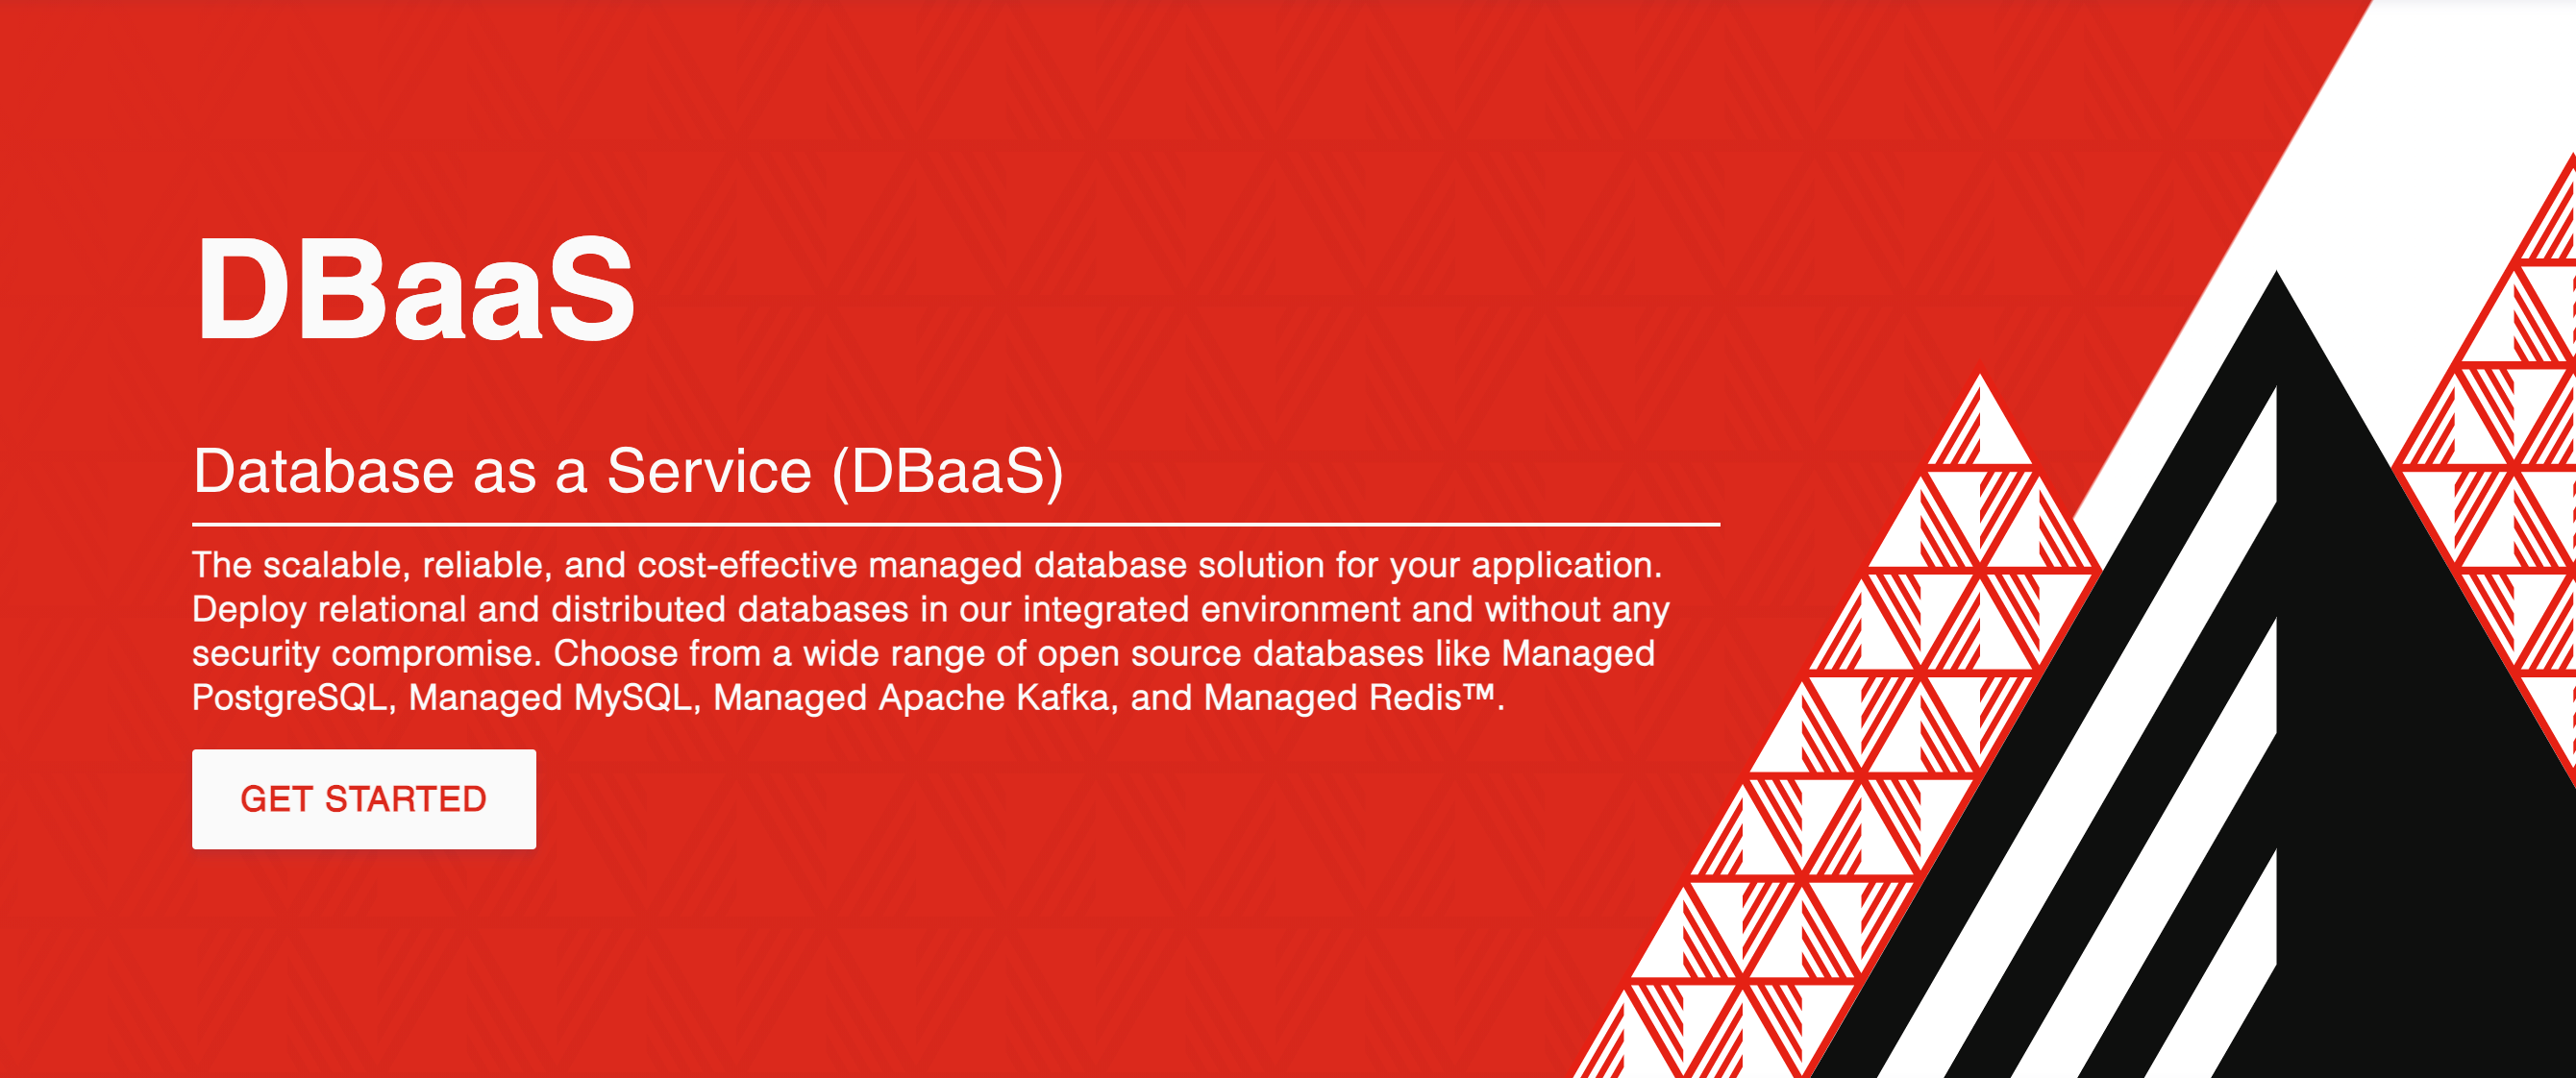 DBaaS
Database as a Service (DBaaS)
The scalable, reliable, and cost-effective managed database solution for your application.
Deploy relational and distributed databases in our integrated environment and without any
security compromise. Choose from a wide range of open source databases like Managed
PostgreSQL, Managed MySQL, Managed Apache Kafka, and Managed Redis™.
GET STARTED